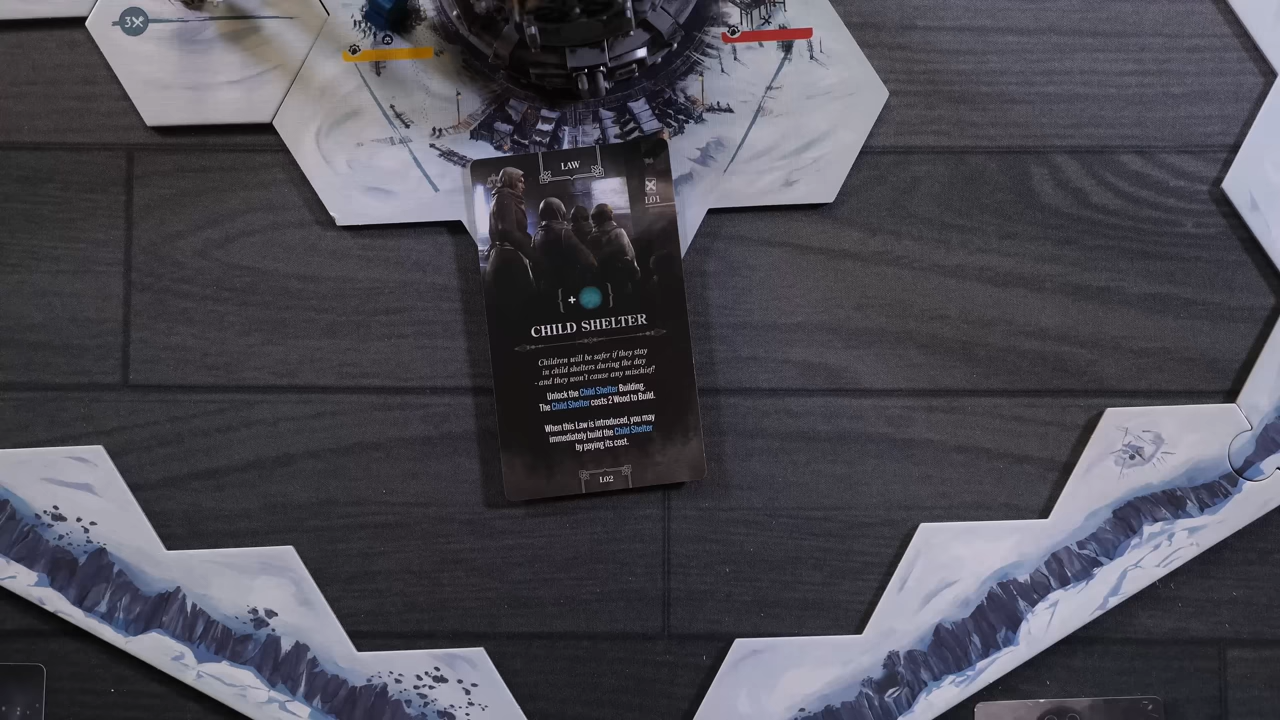 3
LAW
L01
+
CHILD SHELTER
Children will be safer if they stay
in child shelters during the day
- and they won't cause any mischief!
Unlock the Child Shelter Building.
The Child Shelter costs 2 Wood to Build.
When this Law is introduced, you may
immediately build the Child Shelter
by paying its cost.
L02